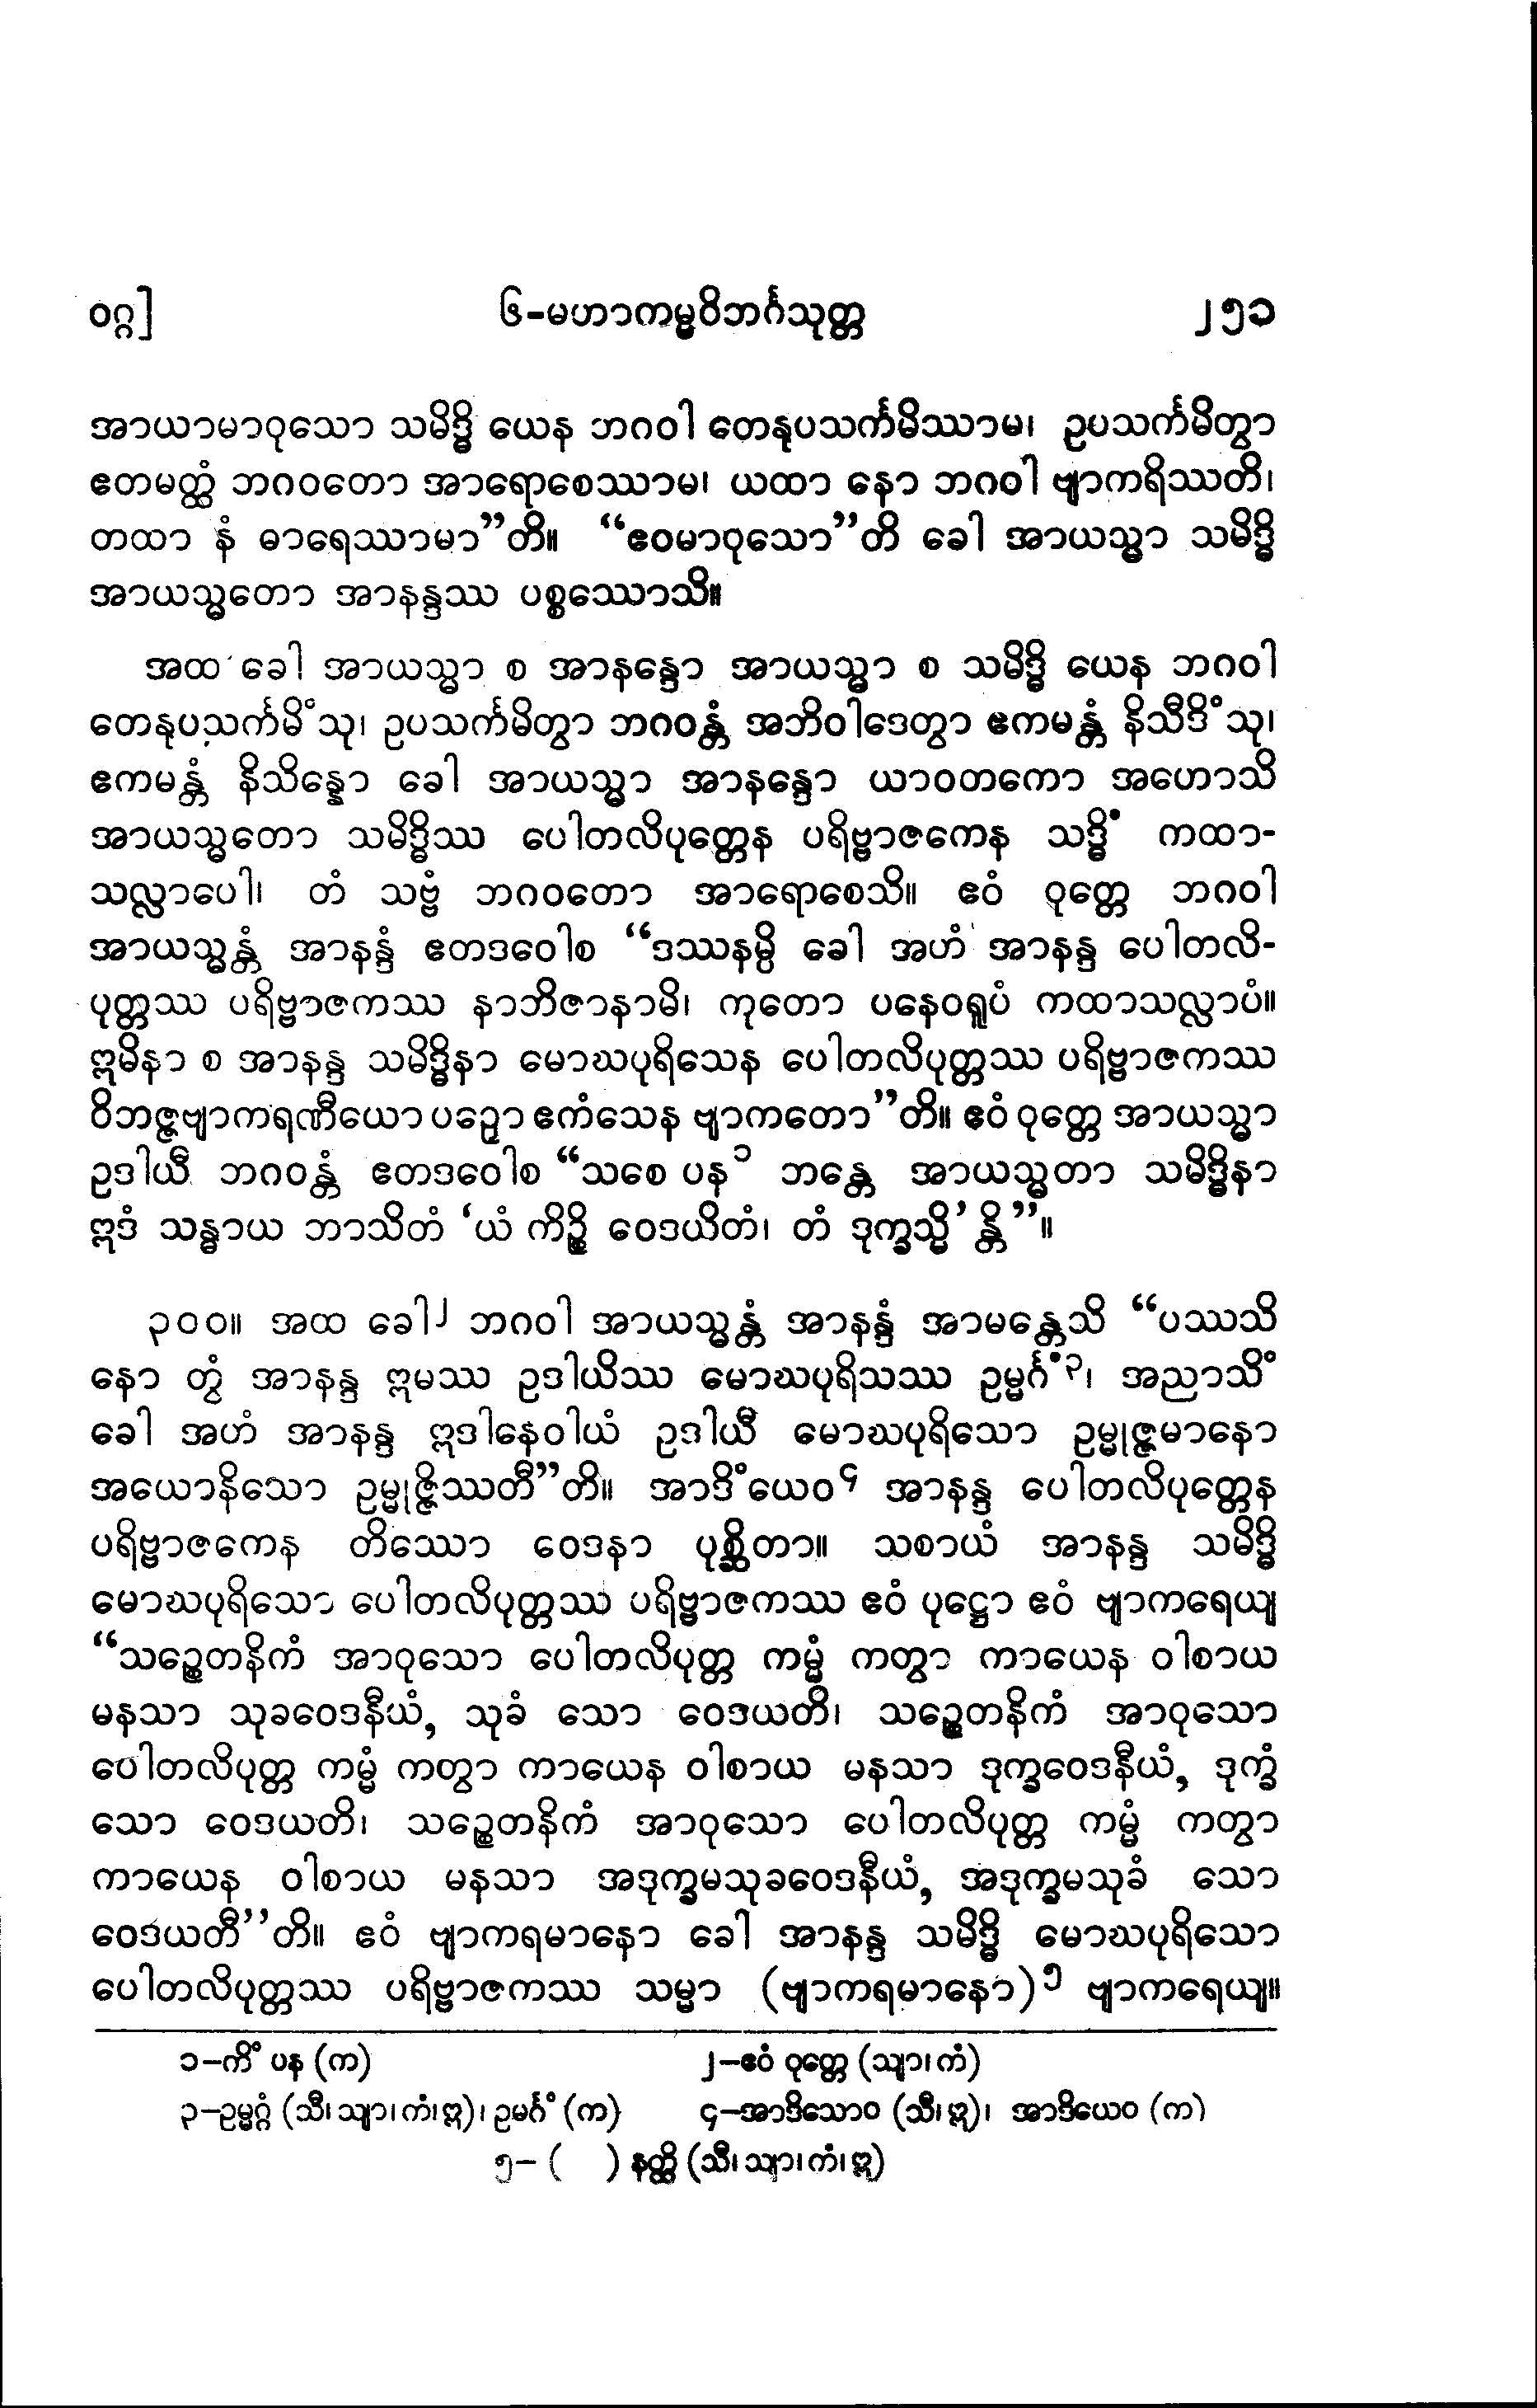 ဝဂ္ဂ] ၆-မဟာကမ္မဝိဘင်္ဂသုတ္တ ၂၅၁
အာယာမာဝုသော သမိဒ္ဓိ ယေန ဘဂဝါ တေနုပသင်္ကမိဿာမ၊ ဥပသင်္ကမိတွာ
ဧတမတ္ထံ ဘဂဝတော အာရောစေဿာမ၊ ယထာ နော ဘဂဝါ ဗျာကရိဿတိ၊
တထာ နံ ဓာရေဿာမာ”တိ။ “ဧဝမာဝုသော”တိ ခေါ အာယသ္မာ သမိဒ္ဓိ
အာယသ္မတော အာနန္ဒဿ ပစ္စဿောသိ။
အထ ခေါ အာယသ္မာ စ အာနန္ဒော အာယသ္မာ စ သမိဒ္ဓိ ယေန ဘဂဝါ
တေနုပသင်္ကမိံသု၊ ဥပသင်္ကမိတွာ ဘဂဝန္တံ အဘိဝါဒေတွာ ဧကမန္တံ နိသီဒိံသု၊
ဧကမန္တံ နိသိန္နော ခေါ အာယသ္မာ အာနန္ဒော ယာဝတကော အဟောသိ
အာယသ္မတော သမိဒ္ဓိဿ ပေါတလိပုတ္တေန ပရိဗ္ဗာဇကေန သဒ္ဓိံ ကထာ-
သလ္လာပေါ၊ တံ သဗ္ဗံ ဘဂဝတော အာရောစေသိ။ ဧဝံ ဝုတ္တေ ဘဂဝါ
အာယသ္မန္တံ အာနန္ဒံ ဧတဒဝေါစ “ဒဿနမ္ပိ ခေါ အဟံ အာနန္ဒ ပေါတလိ-
ပုတ္တဿ ပရိဗ္ဗာဇကဿ နာဘိဇာနာမိ၊ ကုတော ပနေဝရူပံ ကထာသလ္လာပံ။
ဣမိနာ စ အာနန္ဒ သမိဒ္ဓိနာ မောဃပုရိသေန ပေါတလိပုတ္တဿ ပရိဗ္ဗာဇကဿ
ဝိဘဇ္ဇဗျာကရဏီယော ပဉှော ဧကံသေန ဗျာကတော”တိ။ ဧဝံ ဝုတ္တေ အာယသ္မာ
ဥဒါယီ ဘဂဝန္တံ ဧတဒဝေါစ “သစေ ပန၁ ဘန္တေ အာယသ္မတာ သမိဒ္ဓိနာ
ဣဒံ သန္ဓာယ ဘာသိတံ ‘ယံ ကိဉ္စိ ဝေဒယိတံ၊ တံ ဒုက္ခသ္မိ’ န္တိ”။
၃၀၀။ အထ ခေါ၂ ဘဂဝါ အာယသ္မန္တံ အာနန္ဒံ အာမန္တေသိ “ပဿသိ
နော တွံ အာနန္ဒ ဣမဿ ဥဒါယိဿ မောဃပုရိသဿ ဥမ္မင်္ဂံ၃၊ အညာသိံ
ခေါ အဟံ အာနန္ဒ ဣဒါနေဝါယံ ဥဒါယီ မောဃပုရိသော ဥမ္မုဇ္ဇမာနော
အယောနိသော ဥမ္မုဇ္ဇိဿတီ”တိ။ အာဒိံယေဝ၄ အာနန္ဒ ပေါတလိပုတ္တေန
ပရိဗ္ဗာဇကေန တိဿော ဝေဒနာ ပုစ္ဆိတာ။ သစာယံ အာနန္ဒ သမိဒ္ဓိ
မောဃပုရိသော ပေါတလိပုတ္တဿ ပရိဗ္ဗာဇကဿ ဧဝံ ပုဋ္ဌော ဧဝံ ဗျာကရေယျ
“သဉ္စေတနိကံ အာဝုသော ပေါတလိပုတ္တ ကမ္မံ ကတွာ ကာယေန ဝါစာယ
မနသာ သုခဝေဒနီယံ, သုခံ သော ဝေဒယတိ၊ သဉ္စေတနိကံ အာဝုသော
ပေါတလိပုတ္တ ကမ္မံ ကတွာ ကာယေန ဝါစာယ မနသာ ဒုက္ခဝေဒနီယံ, ဒုက္ခံ
သော ဝေဒယတိ၊ သဉ္စေတနိကံ အာဝုသော ပေါတလိပုတ္တ ကမ္မံ ကတွာ
ကာယေန ဝါစာယ မနသာ အဒုက္ခမသုခဝေဒနီယံ, အဒုက္ခမသုခံ သော
ဝေဒယတီ”တိ။ ဧဝံ ဗျာကရမာနော ခေါ အာနန္ဒ သမိဒ္ဓိ မောဃပုရိသော
ပေါတလိပုတ္တဿ ပရိဗ္ဗာဇကဿ သမ္မာ (ဗျာကရမာနော)၅ ဗျာကရေယျ။
၁-ကိံ ပန (က) ၂-ဧဝံ ဝုတ္တေ (သျာ၊ ကံ)
၃-ဥမ္မဂ္ဂံ (သီ၊ သျာ၊ ကံ၊ ဣ)၊ ဥမင်္ဂံ (က) ၄-အာဒိသောဝ (သီ၊ ဣ)၊ အာဒိယေဝ (က)
၅- ( ) နတ္ထိ (သီ၊ သျာ၊ ကံ၊ ဣ)